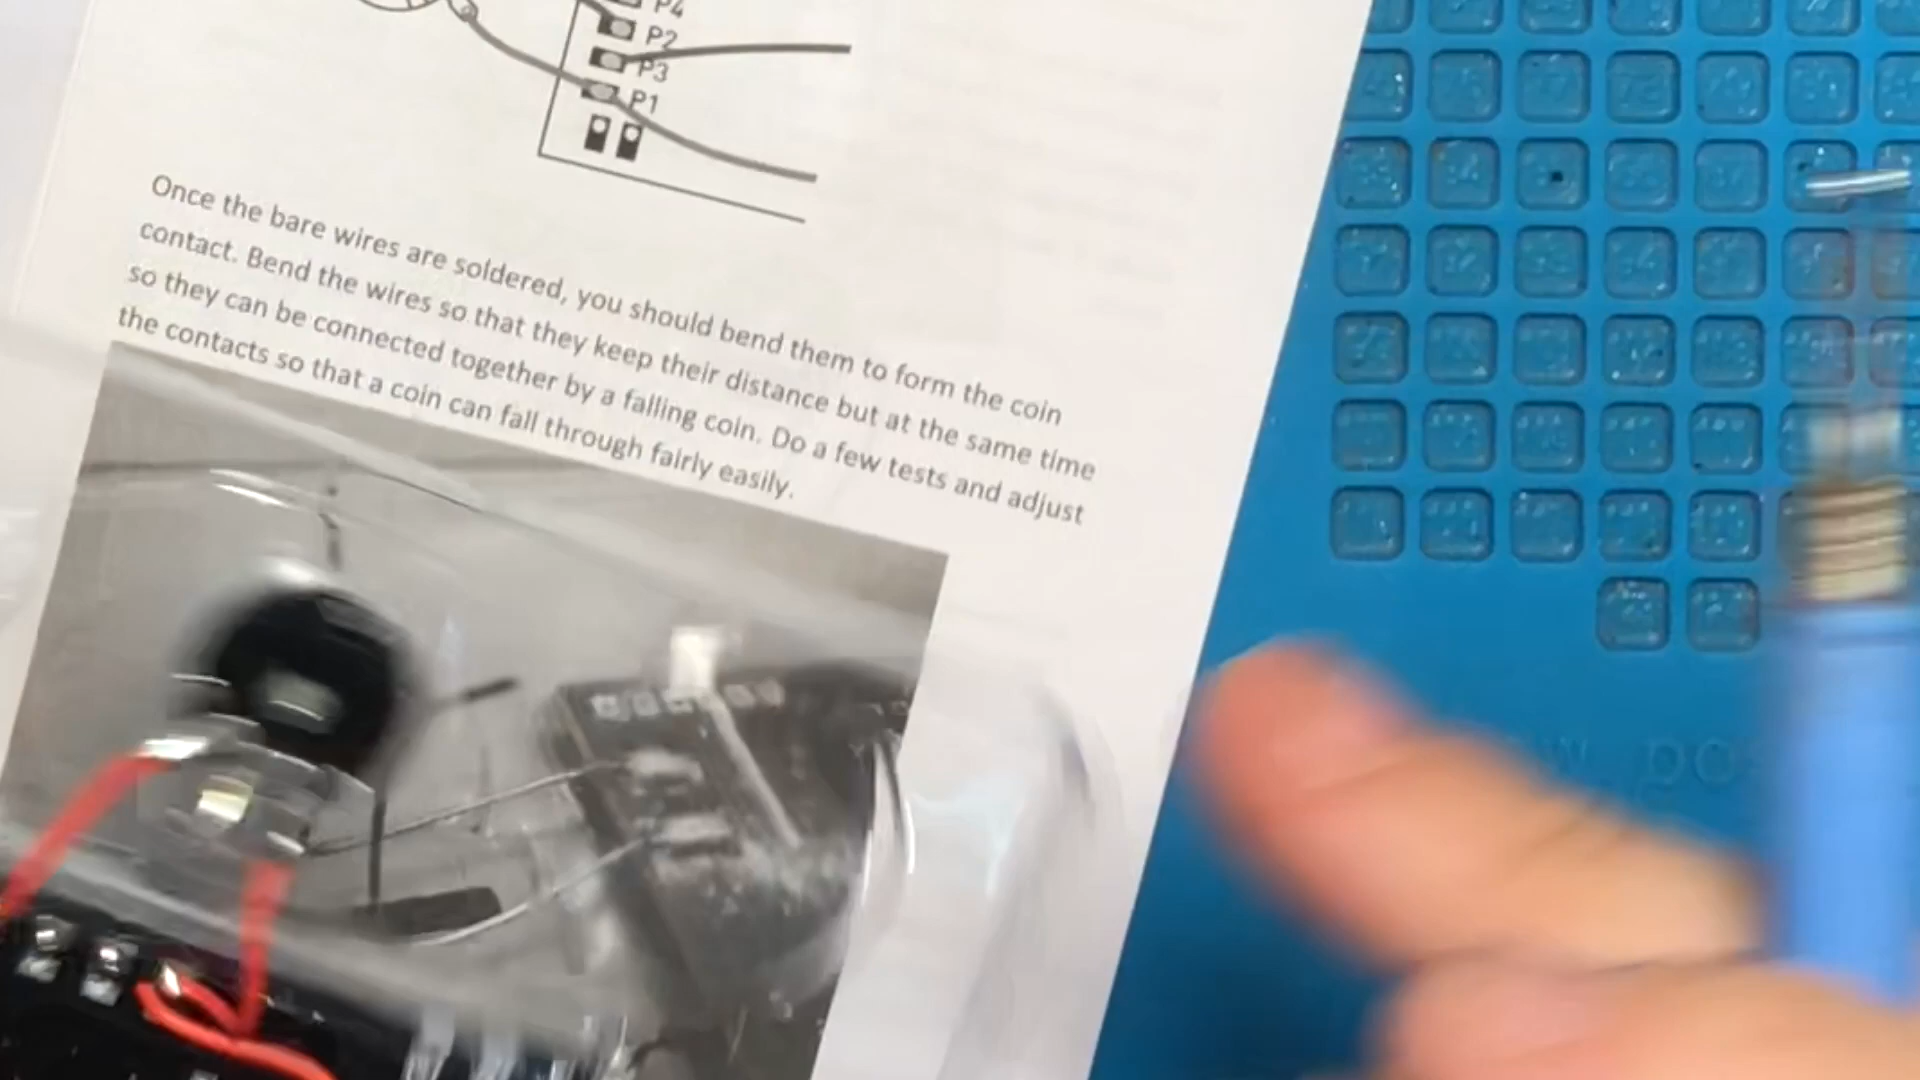 P4
P2
P3
P1
Once the bare wires are soldered, you should bend them to form the coin
contact. Bend the wires so that they keep their distance but at the same time
so they can be connected together by a falling coin. Do a few tests and adjust
the contacts so that a coin can fall through fairly easily.